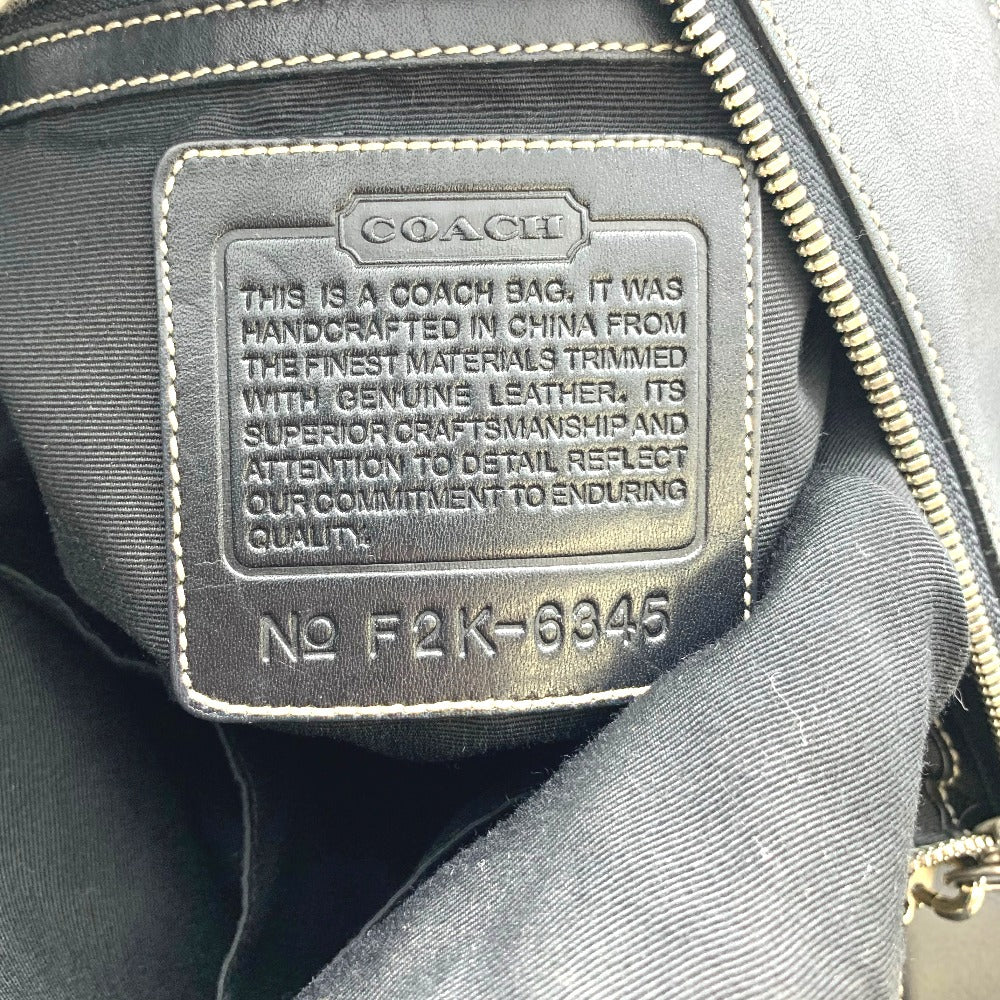 COACH
THIS IS A COACH BAG. IT WAS
HANDCRAFTED IN CHINA FROM
THE FINEST MATERIALS TRIMMED
WITH GENUINE LEATHER. ITS
SUPERIOR CRAFTSMANSHIP AND
ATTENTION TO DETAIL REFLECT
OUR COMMITMENT TO ENDURING
QUALITY.
No F2K-6345